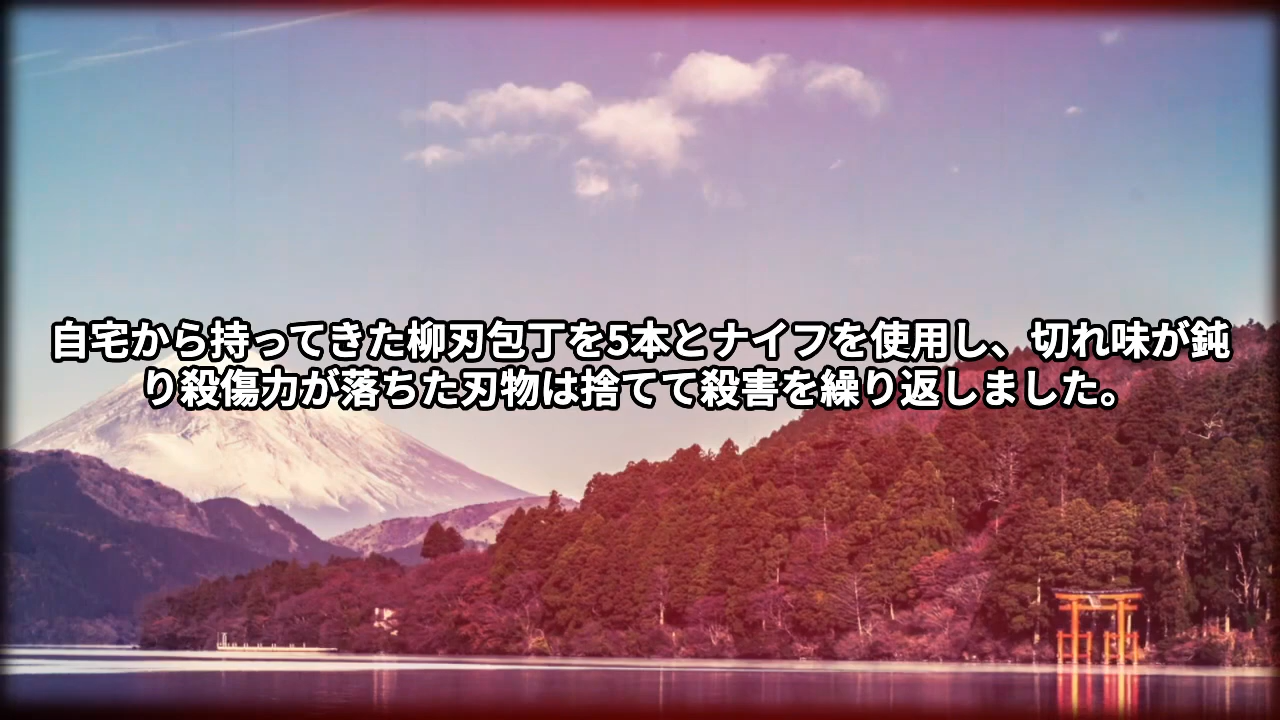 自宅から持ってきた柳刃包丁を5本とナイフを使用し、切れ味が鈍
り殺傷力が落ちた刃物は捨てて殺害を繰り返しました。